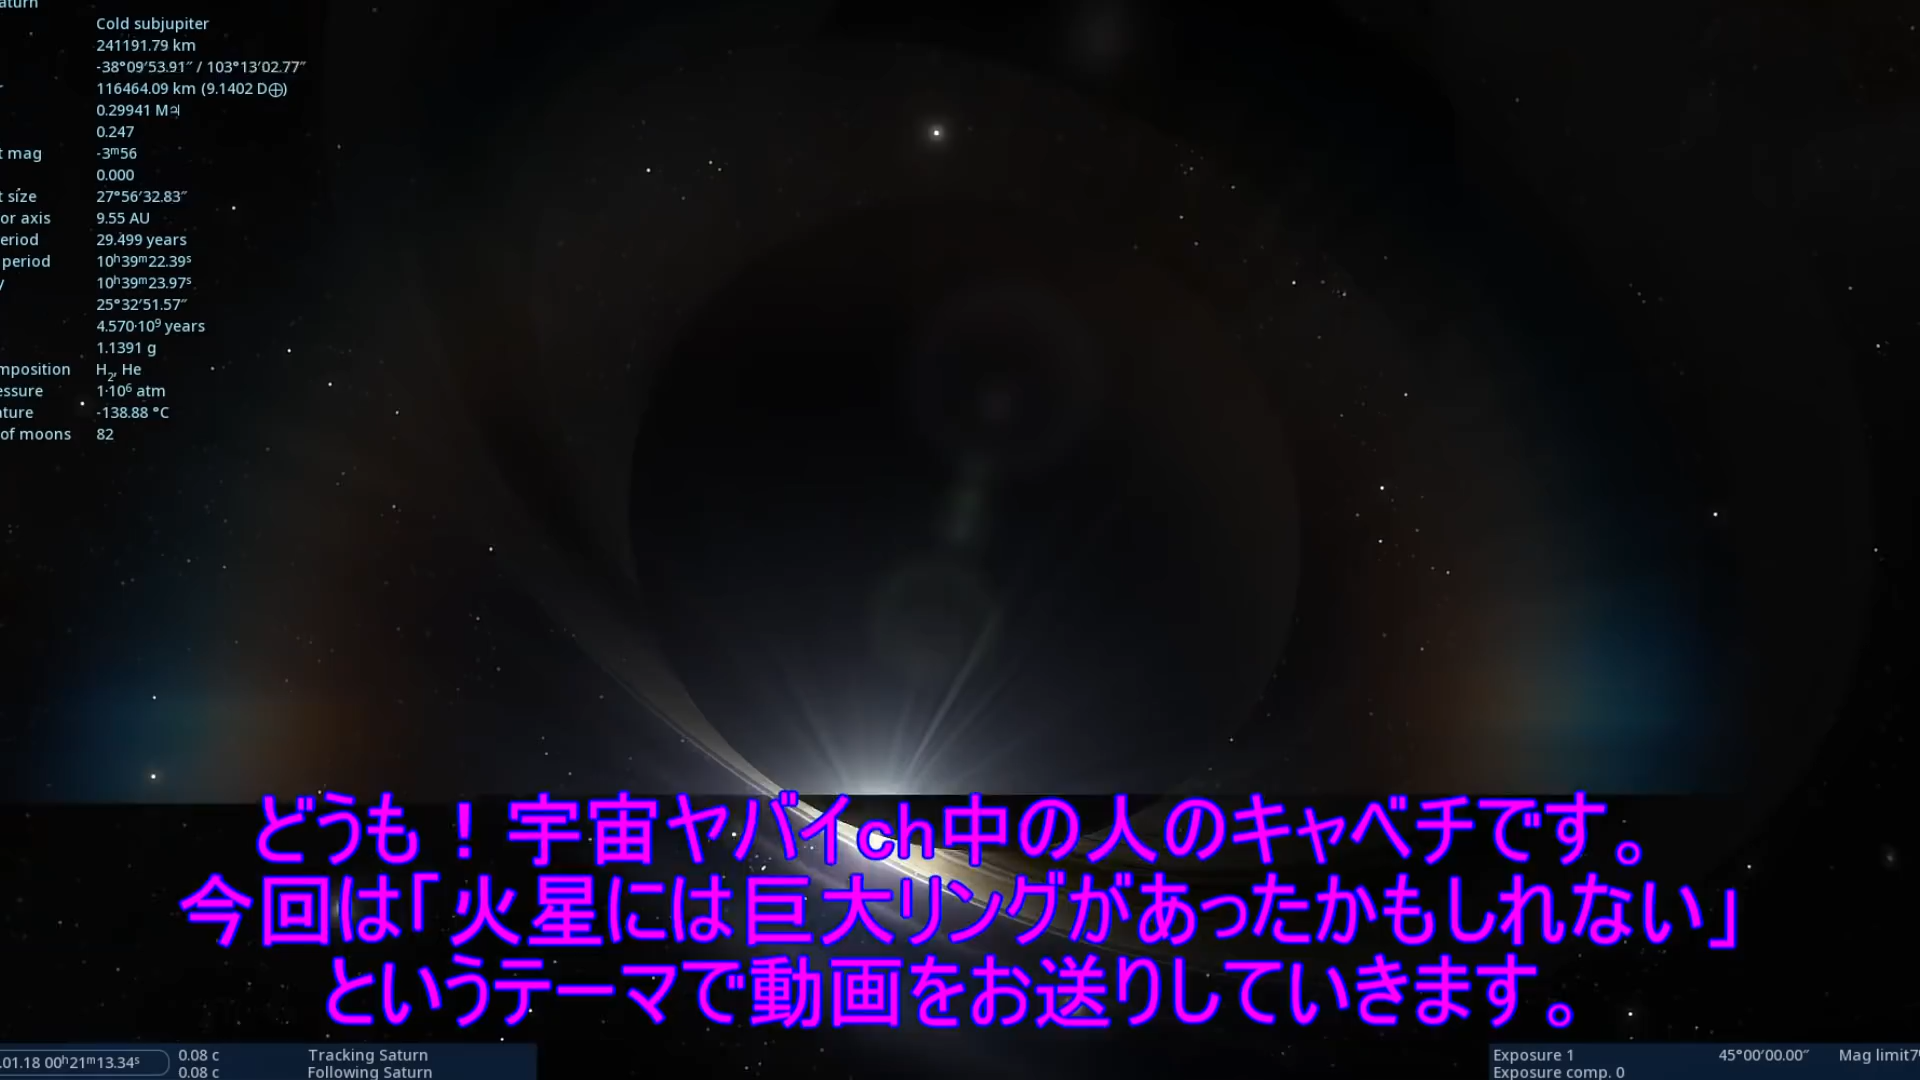 aturn
Cold subjupiter
241191.79 km
-38°09′53.91″ / 103°13′02.77″
116464.09 km (9.1402 D⊕)
0.29941 M♃
0.247
t mag -3ᵐ56
0.000
t size 27°56′32.83″
or axis 9.55 AU
eriod 29.499 years
period 10ʰ39ᵐ22.39ˢ
y 10ʰ39ᵐ23.97ˢ
25°32′51.57″
4.570·10⁹ years
1.1391 g
mposition H₂, He
essure 1·10⁶ atm
ature -138.88 °C
of moons 82
どうも！宇宙ヤバイch中の人のキャベチです。
今回は「火星には巨大リングがあったかもしれない」
というテーマで動画をお送りしていきます。
.01.18 00ʰ21ᵐ13.34ˢ
0.08 c Tracking Saturn
0.08 c Following Saturn
Exposure 1 45°00′00.00″ Mag limit7
Exposure comp. 0